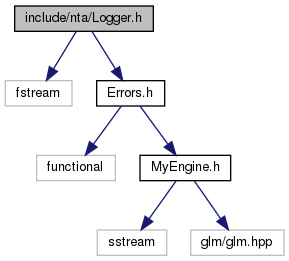 include/nta/Logger.h
fstream
Errors.h
functional
MyEngine.h
sstream
glm/glm.hpp